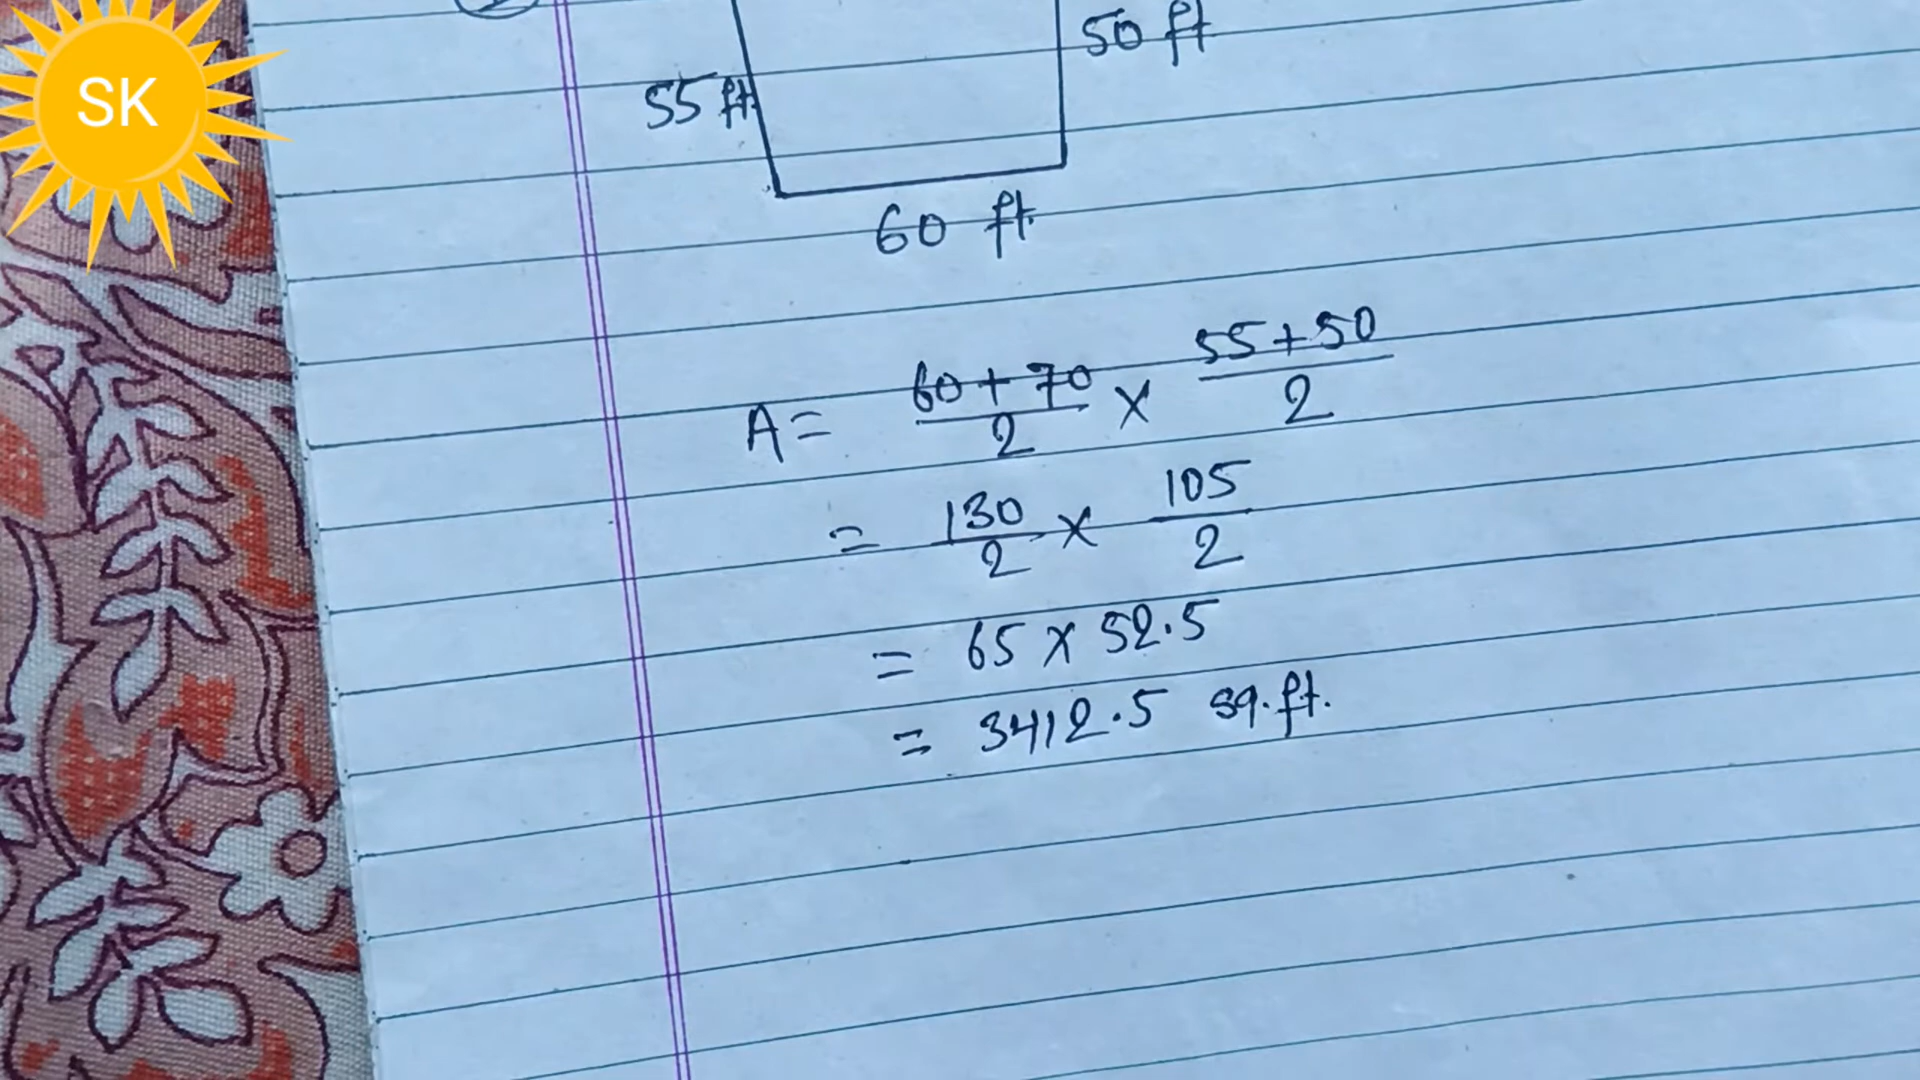 SK
50 ft
55 ft
60 ft.
A = 60 + 70 / 2 × 55 + 50 / 2
= 130 / 2 × 105 / 2
= 65 × 52.5
= 3412.5 sq.ft.